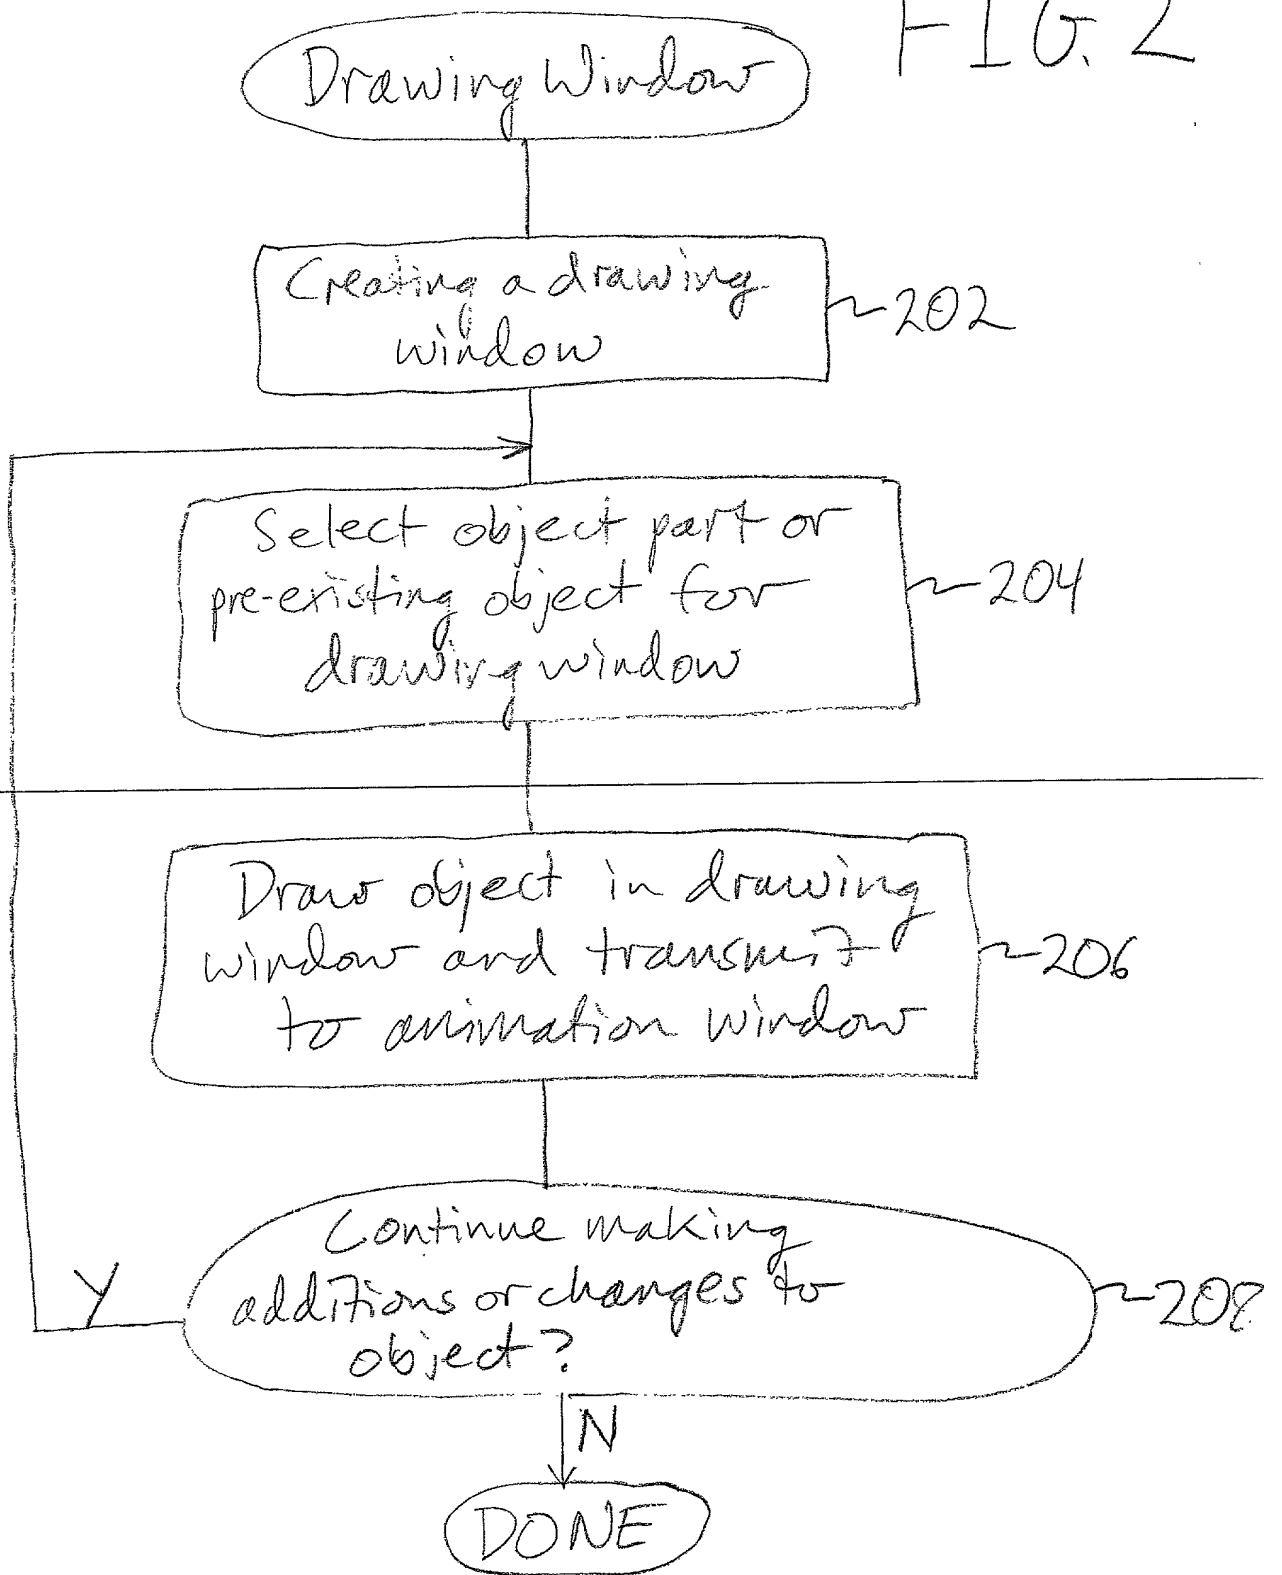 FIG. 2
Drawing Window
Creating a drawing
window
202
Select object part or
pre-existing object for
drawing window
204
Draw object in drawing
window and transmit
to animation window
206
Continue making
additions or changes to
object?
208
Y
N
DONE